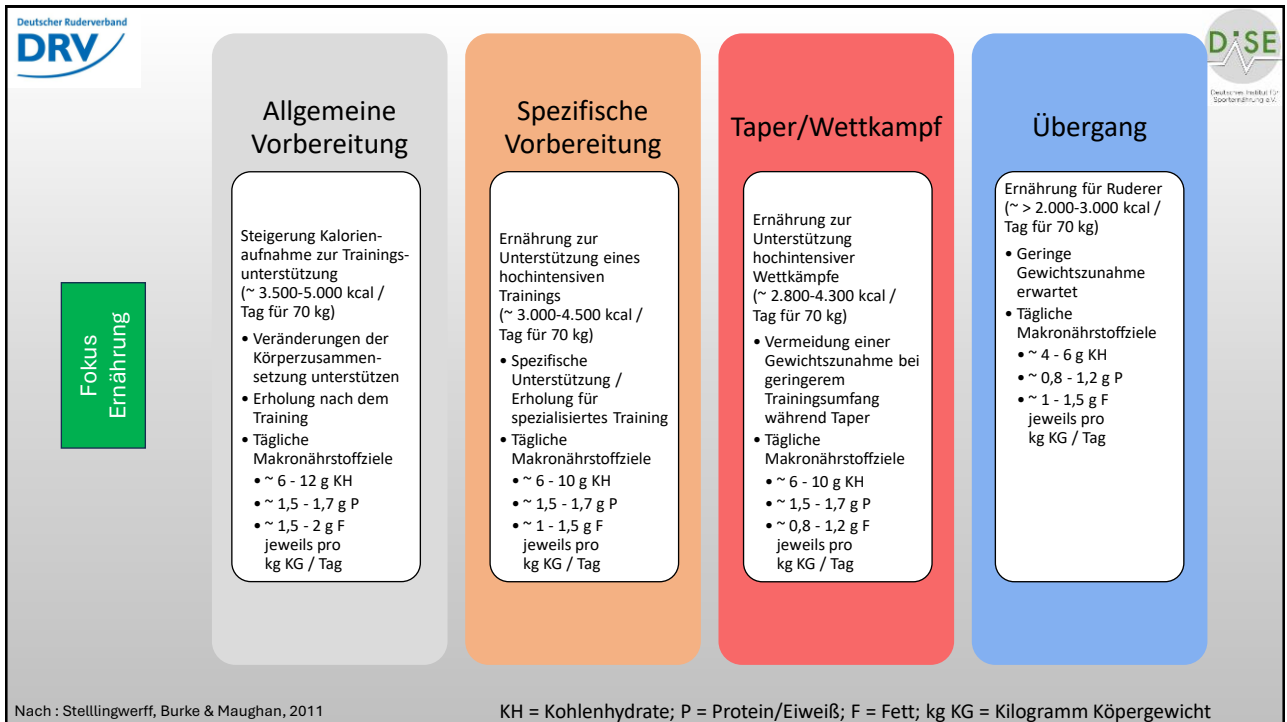 Deutscher Ruderverband
DRV
DiSE
Deutsches Institut für
Sporternährung e.V.
Allgemeine
Vorbereitung
Steigerung Kalorien-
aufnahme zur Trainings-
unterstützung
(~ 3.500-5.000 kcal /
Tag für 70 kg)
• Veränderungen der
Körperzusammen-
setzung unterstützen
• Erholung nach dem
Training
• Tägliche
Makronährstoffziele
• ~ 6 - 12 g KH
• ~ 1,5 - 1,7 g P
• ~ 1,5 - 2 g F
jeweils pro
kg KG / Tag
Spezifische
Vorbereitung
Ernährung zur
Unterstützung eines
hochintensiven
Trainings
(~ 3.000-4.500 kcal /
Tag für 70 kg)
• Spezifische
Unterstützung /
Erholung für
spezialisiertes Training
• Tägliche
Makronährstoffziele
• ~ 6 - 10 g KH
• ~ 1,5 - 1,7 g P
• ~ 1 - 1,5 g F
jeweils pro
kg KG / Tag
Taper/Wettkampf
Ernährung zur
Unterstützung
hochintensiver
Wettkämpfe
(~ 2.800-4.300 kcal /
Tag für 70 kg)
• Vermeidung einer
Gewichtszunahme bei
geringerem
Trainingsumfang
während Taper
• Tägliche
Makronährstoffziele
• ~ 6 - 10 g KH
• ~ 1,5 - 1,7 g P
• ~ 0,8 - 1,2 g F
jeweils pro
kg KG / Tag
Übergang
Ernährung für Ruderer
(~ > 2.000-3.000 kcal /
Tag für 70 kg)
• Geringe
Gewichtszunahme
erwartet
• Tägliche
Makronährstoffziele
• ~ 4 - 6 g KH
• ~ 0,8 - 1,2 g P
• ~ 1 - 1,5 g F
jeweils pro
kg KG / Tag
Fokus
Ernährung
Nach : Stelllingwerff, Burke & Maughan, 2011
KH = Kohlenhydrate; P = Protein/Eiweiß; F = Fett; kg KG = Kilogramm Köpergewicht